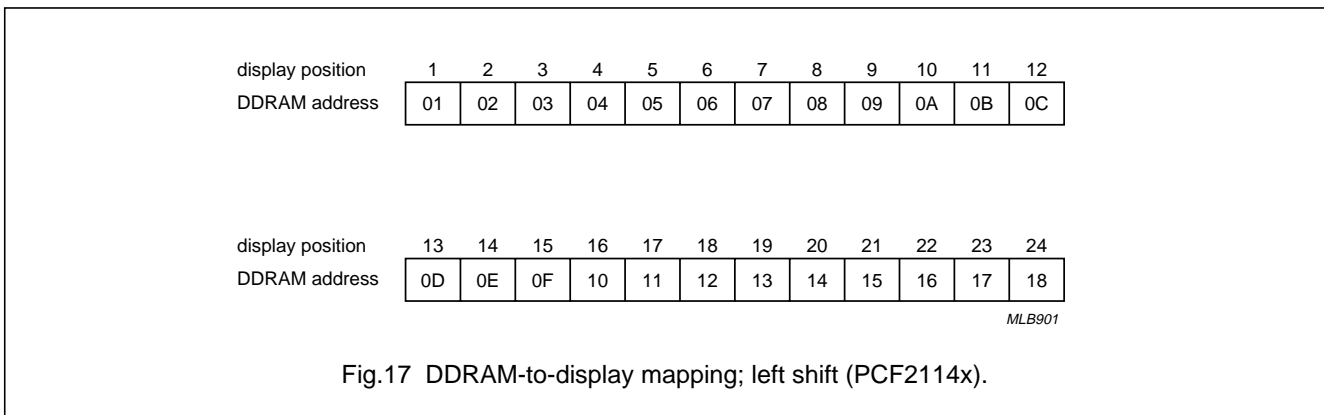 display position 1 2 3 4 5 6 7 8 9 10 11 12
DDRAM address 01 02 03 04 05 06 07 08 09 0A 0B 0C
display position 13 14 15 16 17 18 19 20 21 22 23 24
DDRAM address 0D 0E 0F 10 11 12 13 14 15 16 17 18
MLB901
Fig.17 DDRAM-to-display mapping; left shift (PCF2114x).